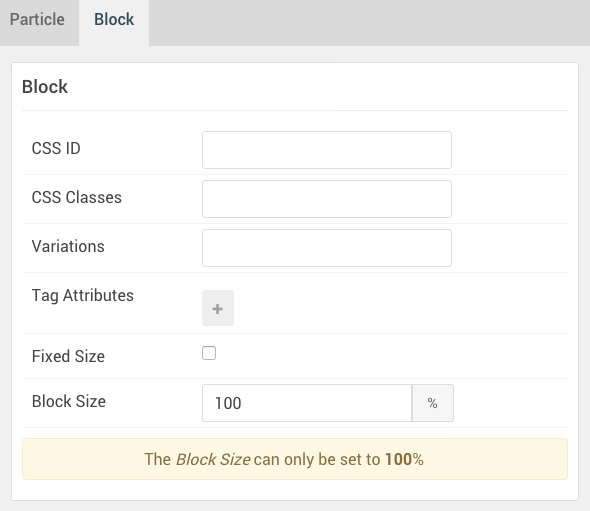 Particle Block
Block
CSS ID
CSS Classes
Variations
Tag Attributes
+
Fixed Size
Block Size 100 %
The Block Size can only be set to 100%